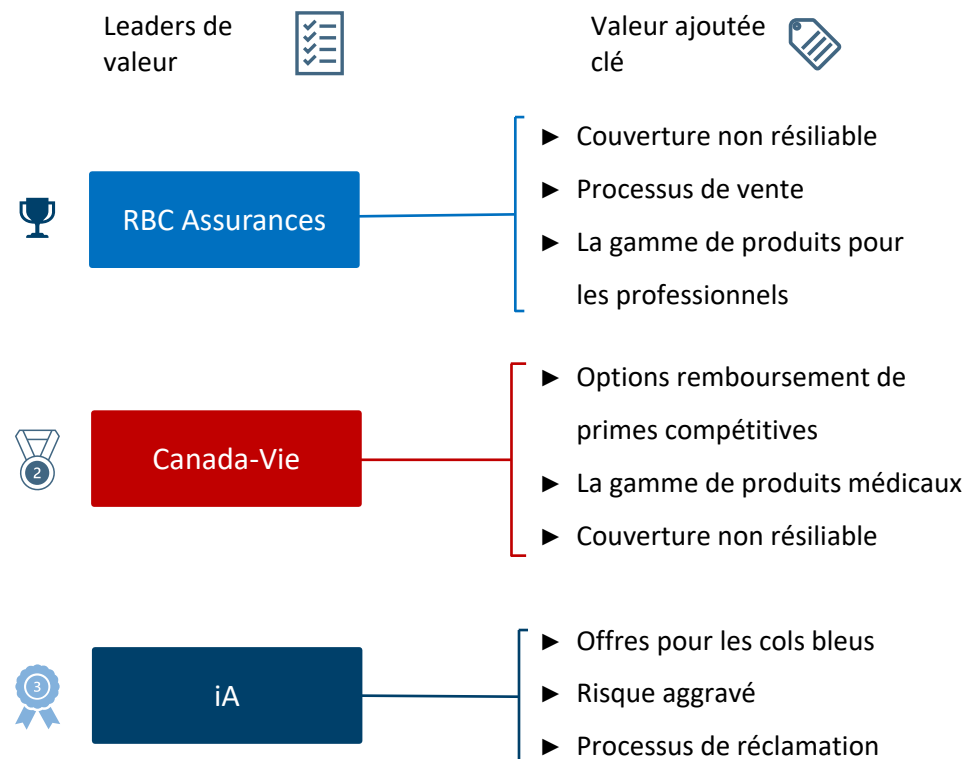 Leaders de
valeur
Valeur ajoutée
clé
RBC Assurances
► Couverture non résiliable
► Processus de vente
► La gamme de produits pour
les professionnels
2
Canada-Vie
► Options remboursement de
primes compétitives
► La gamme de produits médicaux
► Couverture non résiliable
3
iA
► Offres pour les cols bleus
► Risque aggravé
► Processus de réclamation